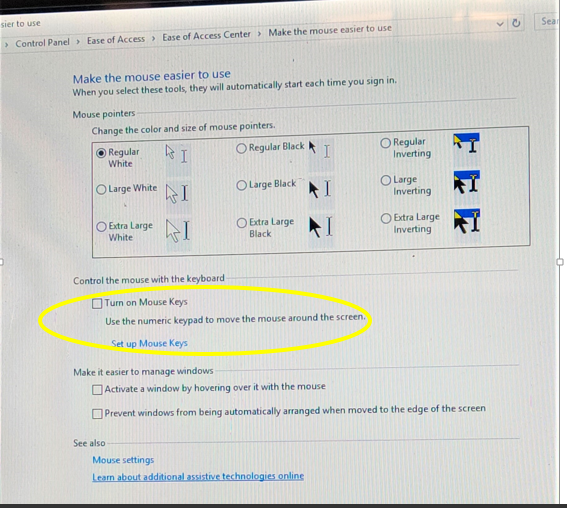 sier to use
> Control Panel > Ease of Access > Ease of Access Center > Make the mouse easier to use
Make the mouse easier to use
When you select these tools, they will automatically start each time you sign in.
Mouse pointers
Change the color and size of mouse pointers.
Regular White
Regular Black
Regular Inverting
Large White
Large Black
Large Inverting
Extra Large White
Extra Large Black
Extra Large Inverting
Control the mouse with the keyboard
Turn on Mouse Keys
Use the numeric keypad to move the mouse around the screen.
Set up Mouse Keys
Make it easier to manage windows
Activate a window by hovering over it with the mouse
Prevent windows from being automatically arranged when moved to the edge of the screen
See also
Mouse settings
Learn about additional assistive technologies online